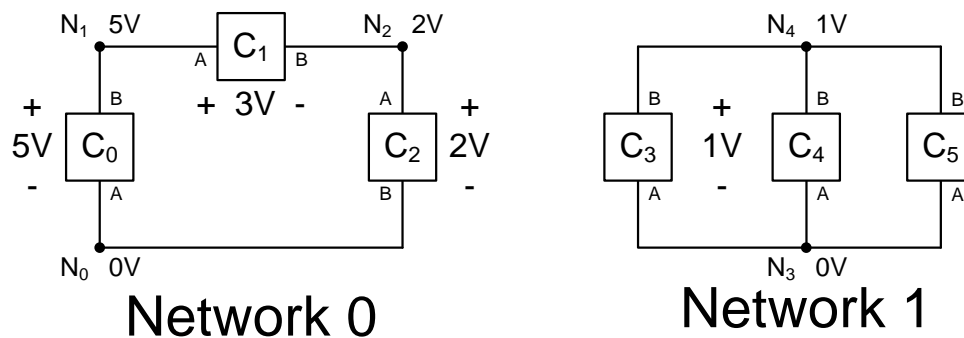 N₁ 5V
A C₁ B
N₂ 2V
+ 3V -
B
+
5V
-
C₀
A
A
C₂
B
+
2V
-
N₀ 0V
Network 0
N₄ 1V
B
C₃
A
+
1V
-
B
C₄
A
B
C₅
A
N₃ 0V
Network 1